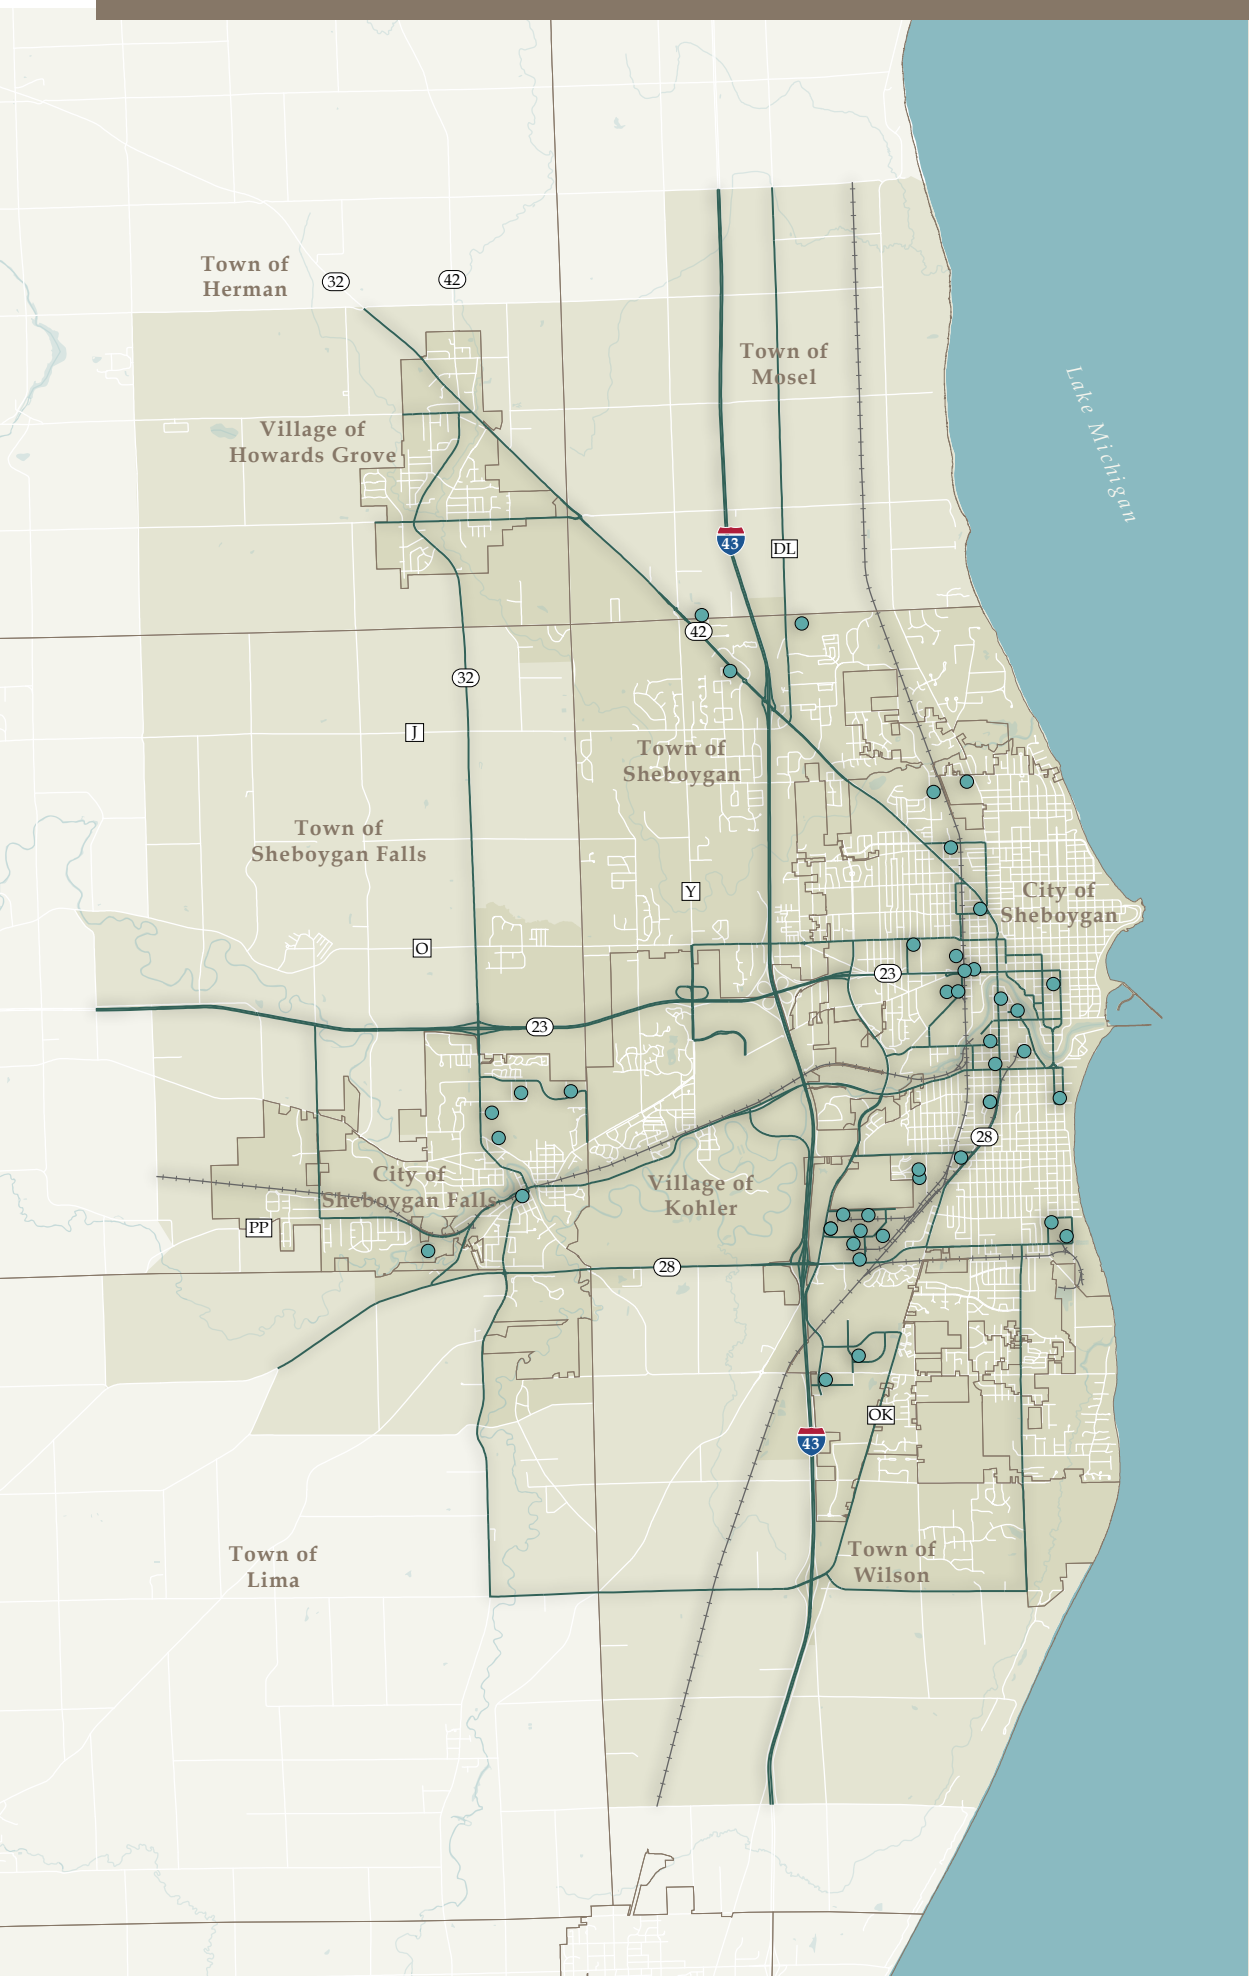 Town of
Herman
32
42
Town of
Mosel
Lake Michigan
Village of
Howards Grove
43
DL
42
32
J
Town of
Sheboygan
Town of
Sheboygan Falls
Y
City of
Sheboygan
O
23
23
28
City of
Sheboygan Falls
Village of
Kohler
PP
28
OK
43
Town of
Lima
Town of
Wilson